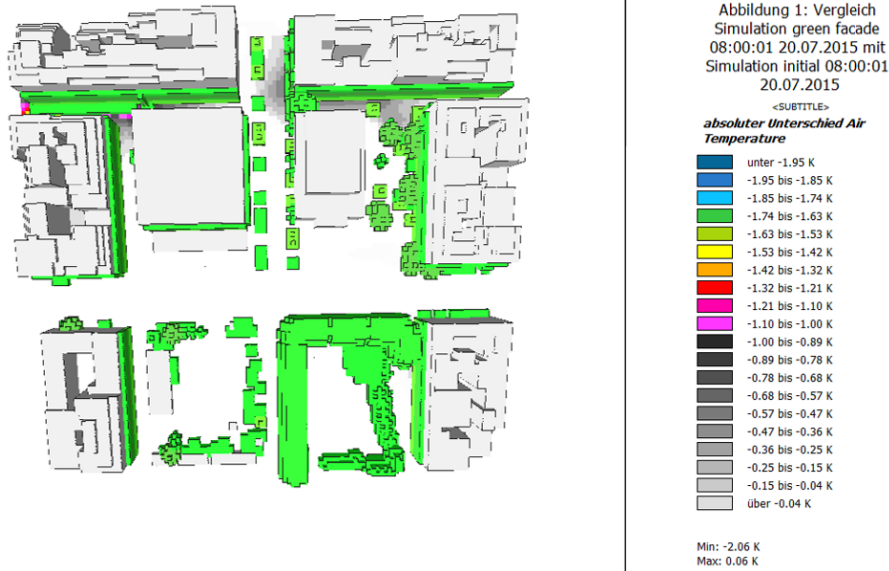 Abbildung 1: Vergleich
Simulation green facade
08:00:01 20.07.2015 mit
Simulation initial 08:00:01
20.07.2015
<SUBTITLE>
absoluter Unterschied Air
Temperature
unter -1.95 K
-1.95 bis -1.85 K
-1.85 bis -1.74 K
-1.74 bis -1.63 K
-1.63 bis -1.53 K
-1.53 bis -1.42 K
-1.42 bis -1.32 K
-1.32 bis -1.21 K
-1.21 bis -1.10 K
-1.10 bis -1.00 K
-1.00 bis -0.89 K
-0.89 bis -0.78 K
-0.78 bis -0.68 K
-0.68 bis -0.57 K
-0.57 bis -0.47 K
-0.47 bis -0.36 K
-0.36 bis -0.25 K
-0.25 bis -0.15 K
-0.15 bis -0.04 K
über -0.04 K
Min: -2.06 K
Max: 0.06 K